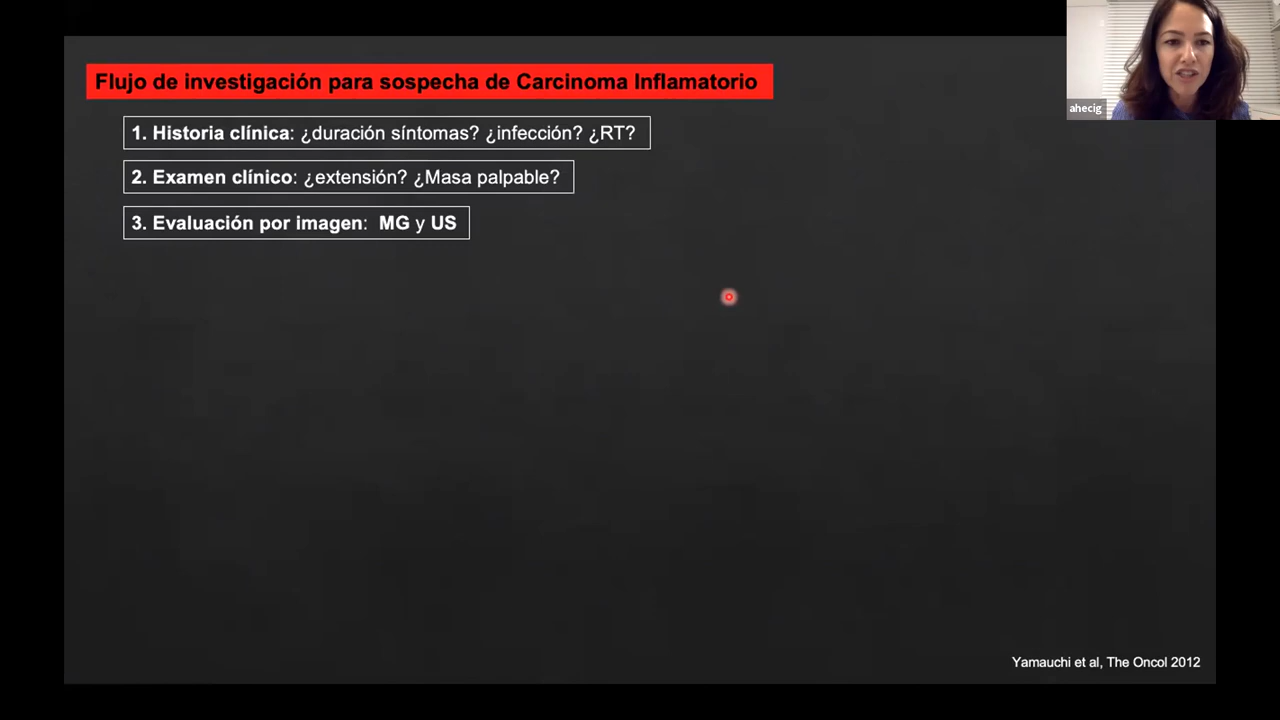 Flujo de investigación para sospecha de Carcinoma Inflamatorio
ahecig
1. Historia clínica: ¿duración síntomas? ¿infección? ¿RT?
2. Examen clínico: ¿extensión? ¿Masa palpable?
3. Evaluación por imagen: MG y US
Yamauchi et al, The Oncol 2012